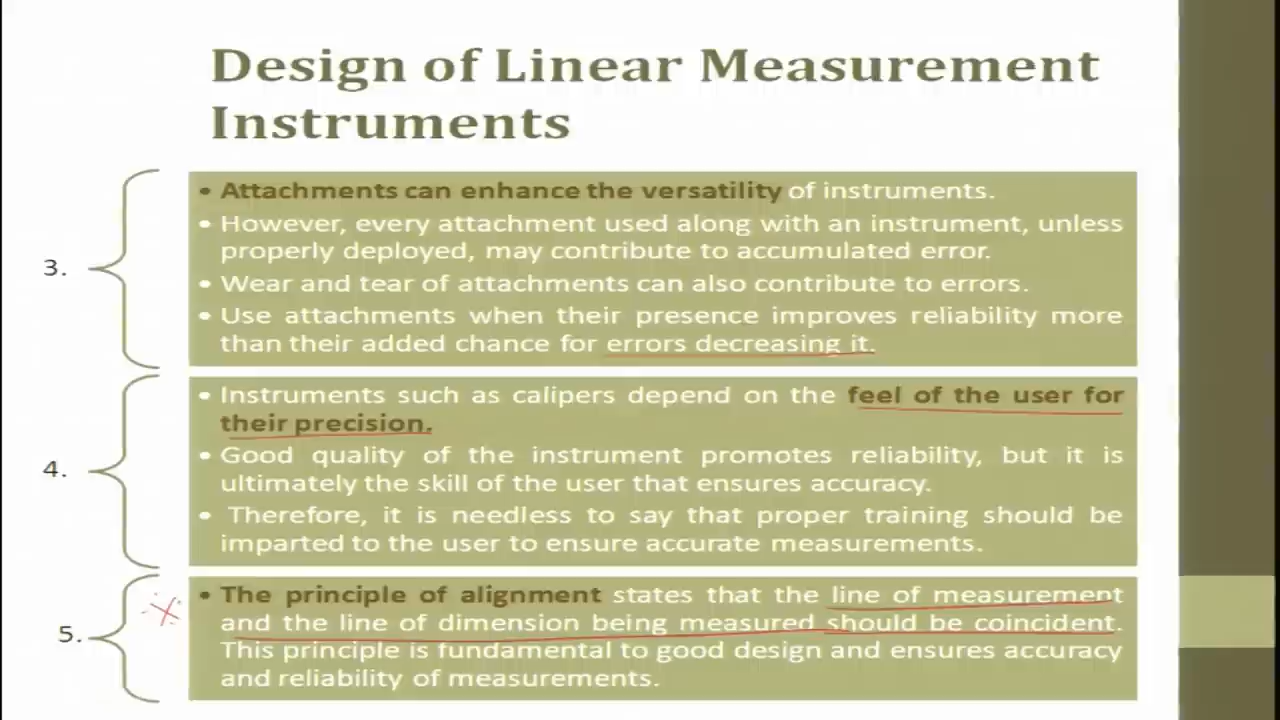 Design of Linear Measurement
Instruments
3.
• Attachments can enhance the versatility of instruments.
• However, every attachment used along with an instrument, unless
properly deployed, may contribute to accumulated error.
• Wear and tear of attachments can also contribute to errors.
• Use attachments when their presence improves reliability more
than their added chance for errors decreasing it.
4.
• Instruments such as calipers depend on the feel of the user for
their precision.
• Good quality of the instrument promotes reliability, but it is
ultimately the skill of the user that ensures accuracy.
• Therefore, it is needless to say that proper training should be
imparted to the user to ensure accurate measurements.
5.
• The principle of alignment states that the line of measurement
and the line of dimension being measured should be coincident.
This principle is fundamental to good design and ensures accuracy
and reliability of measurements.